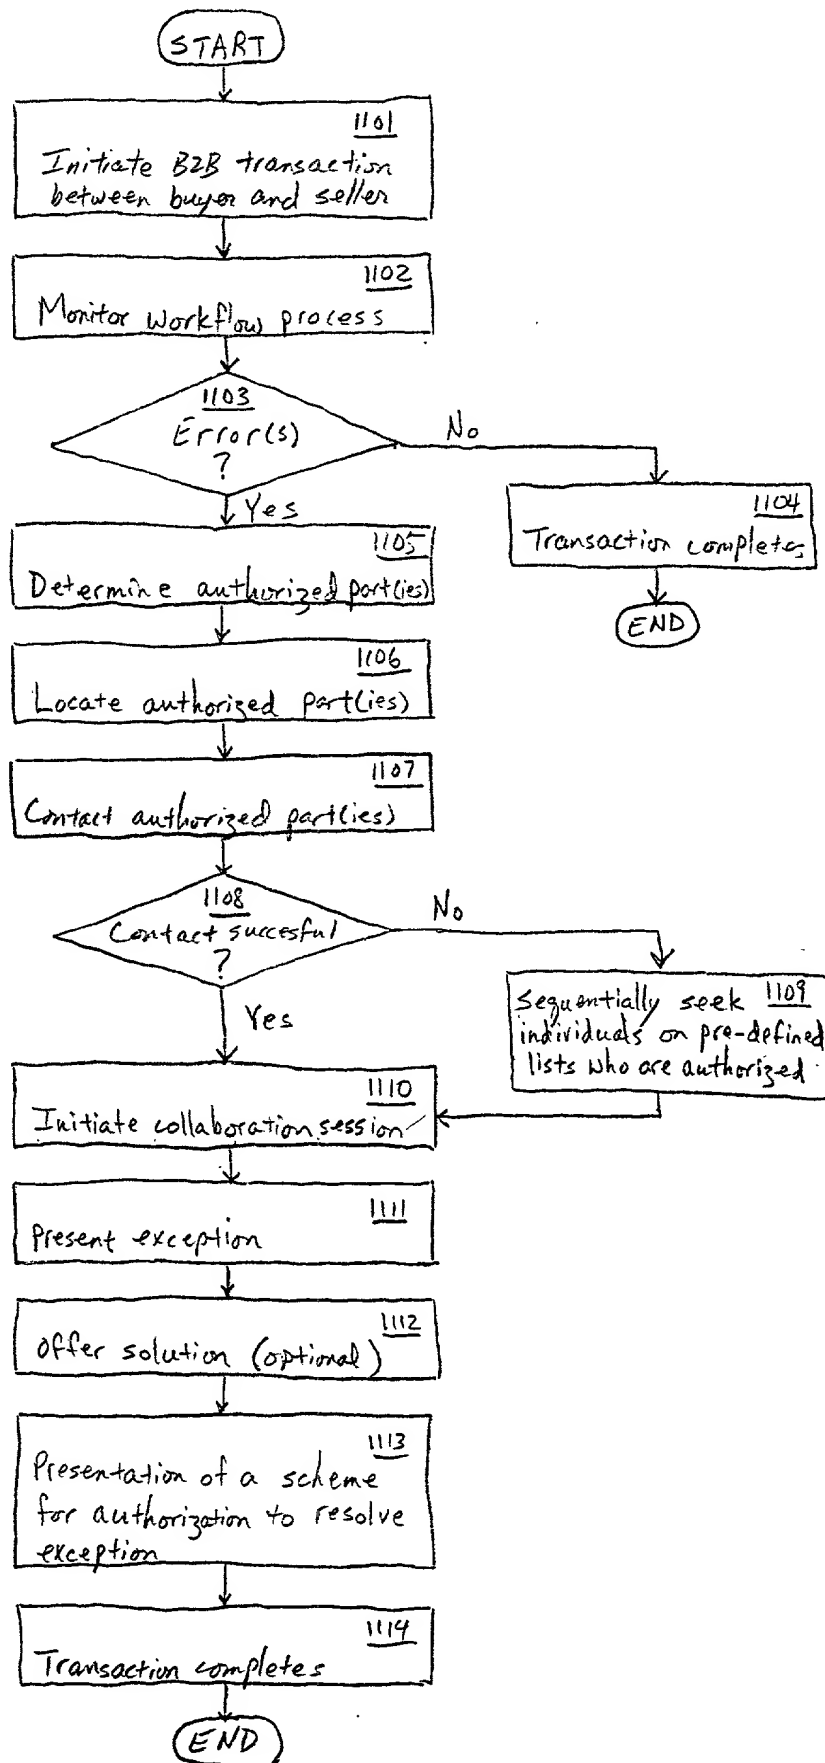 START
1101
Initiate B2B transaction
between buyer and seller
1102
Monitor workflow process
1103
Error(s)
?
No
Yes
1104
Transaction completes
END
1105
Determine authorized part(ies)
1106
Locate authorized part(ies)
1107
Contact authorized part(ies)
1108
Contact succesful
?
No
Yes
Sequentially seek 1109
individuals on pre-defined
lists who are authorized
1110
Initiate collaboration session
1111
Present exception
1112
Offer solution (optional)
1113
Presentation of a scheme
for authorization to resolve
exception
1114
Transaction completes
END